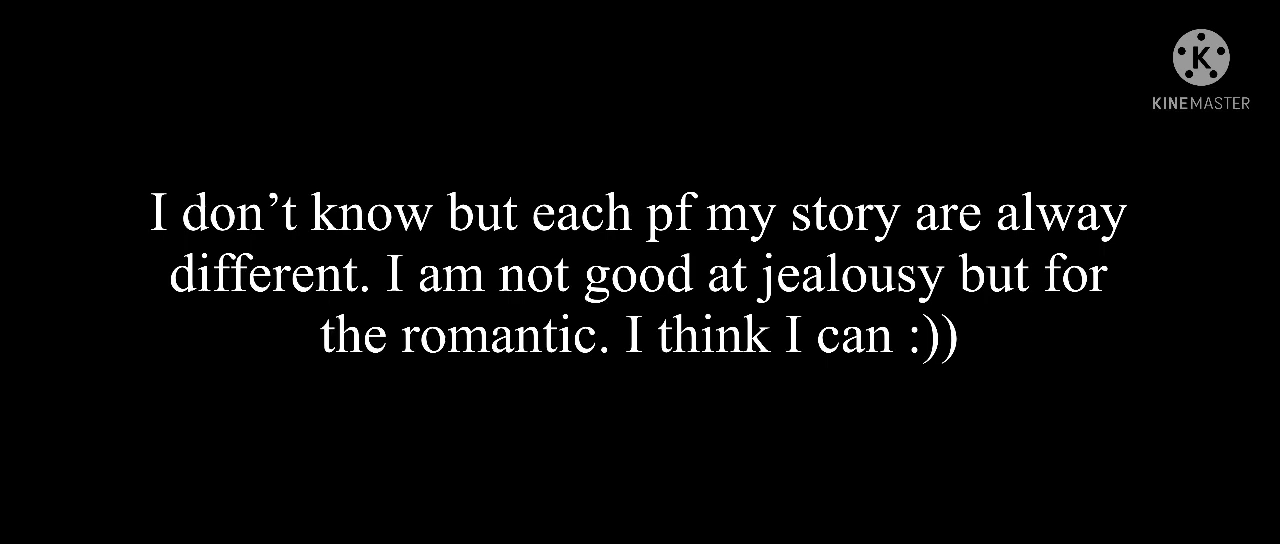 K
KINEMASTER
I don’t know but each pf my story are alway
different. I am not good at jealousy but for
the romantic. I think I can :))